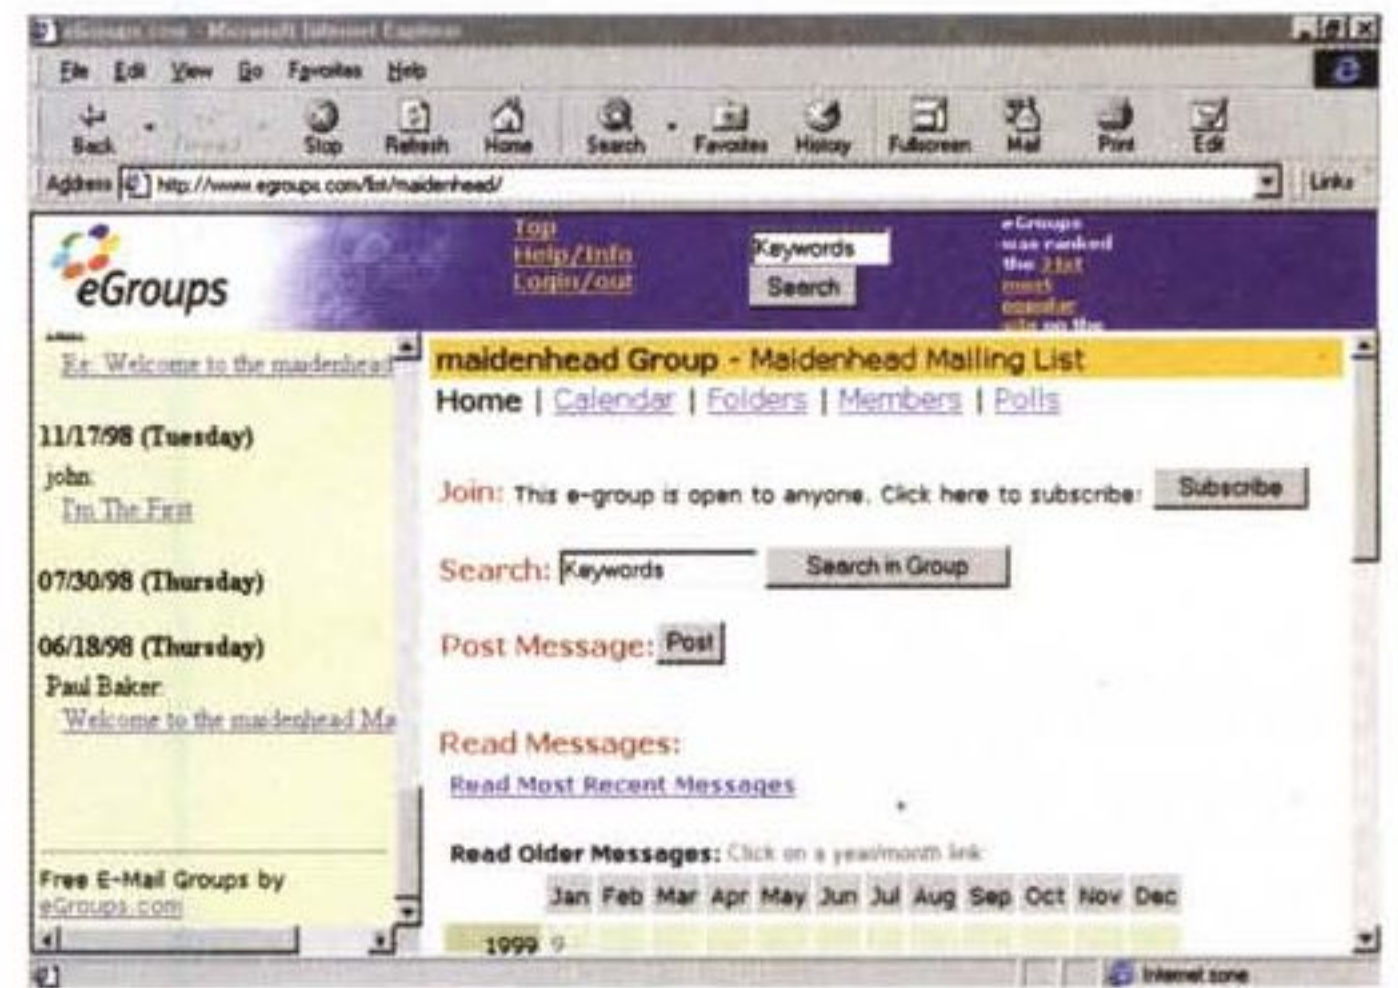 eGroups.com - Microsoft Internet Explorer
File Edit View Go Favorites Help
Back Stop Refresh Home Search Favorites History Fullscreen Mail Print Edit
Address http://www.egroups.com/list/maidenhead/ Links
eGroups
Top
Help/Info
Login/out
Keywords
Search
eGroups
was ranked
the 31st
most
popular
site on the
Re: Welcome to the maidenhead
11/17/98 (Tuesday)
john
I'm The First
07/30/98 (Thursday)
06/18/98 (Thursday)
Paul Baker
Welcome to the maidenhead Ma
Free E-Mail Groups by
eGroups.com
maidenhead Group - Maidenhead Mailing List
Home | Calendar | Folders | Members | Polls
Join: This e-group is open to anyone. Click here to subscribe: Subscribe
Search: Keywords Search in Group
Post Message: Post
Read Messages:
Read Most Recent Messages
Read Older Messages: Click on a year/month link
Jan Feb Mar Apr May Jun Jul Aug Sep Oct Nov Dec
1999 9
Internet zone